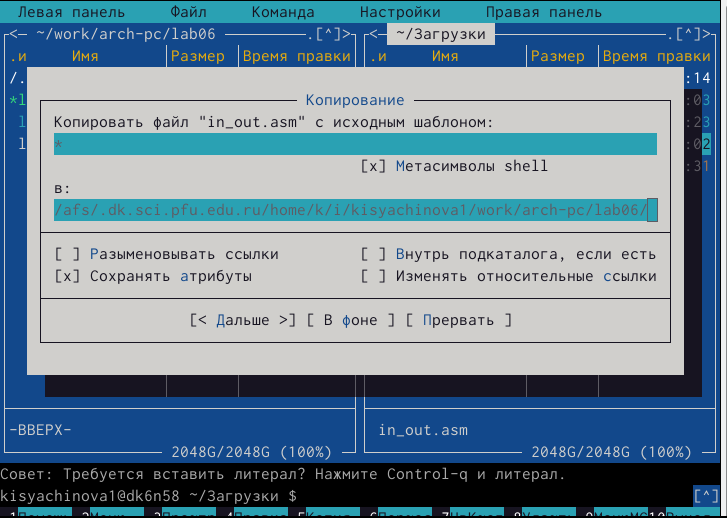 Левая панель Файл Команда Настройки Правая панель
<─ ~/work/arch-pc/lab06 .[^]> <─ ~/Загрузки .[^]>
.и Имя Размер Время правки .и Имя Размер Время правки
/. :14
*l :03
l :23
l :02
:31
Копирование
Копировать файл "in_out.asm" с исходным шаблоном:
*
[x] Метасимволы shell
в:
/afs/.dk.sci.pfu.edu.ru/home/k/i/kisyachinova1/work/arch-pc/lab06/
[ ] Разыменовывать ссылки [ ] Внутрь подкаталога, если есть
[x] Сохранять атрибуты [ ] Изменять относительные ссылки
[< Дальше >] [ В фоне ] [ Прервать ]
-ВВЕРХ- in_out.asm
2048G/2048G (100%) 2048G/2048G (100%)
Совет: Требуется вставить литерал? Нажмите Control-q и литерал.
kisyachinova1@dk6n58 ~/Загрузки $ [^]